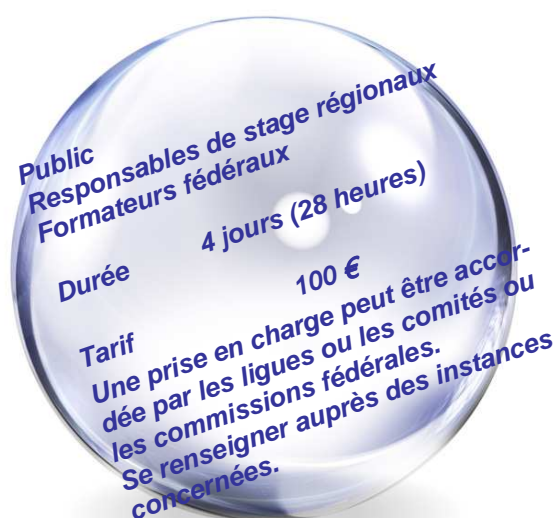 Public
Responsables de stage régionaux
Formateurs fédéraux
Durée 4 jours (28 heures)
Tarif 100 €
Une prise en charge peut être accor-
dée par les ligues ou les comités ou
les commissions fédérales.
Se renseigner auprès des instances
concernées.